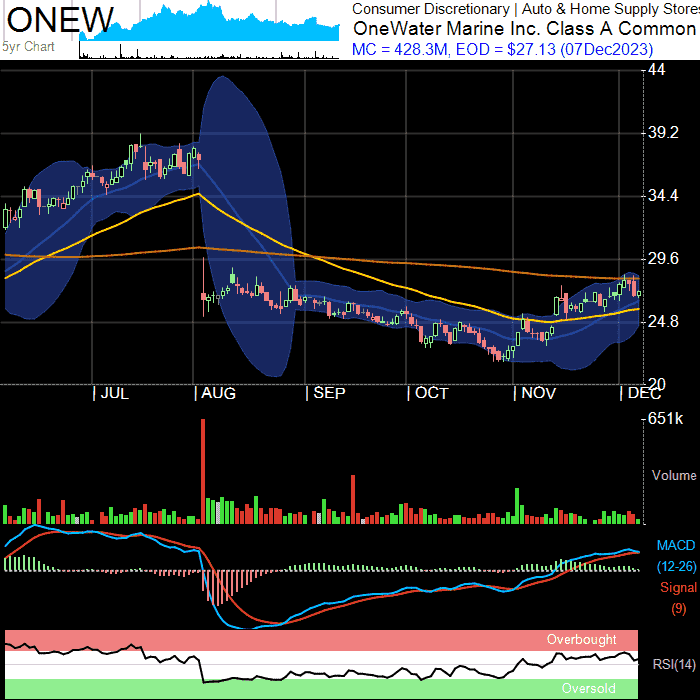 ONEW
5yr Chart
Consumer Discretionary | Auto & Home Supply Stores
OneWater Marine Inc. Class A Common
MC = 428.3M, EOD = $27.13 (07Dec2023)
44
39.2
34.4
29.6
24.8
20
| JUL | AUG | SEP | OCT | NOV | DEC
651k
Volume
MACD
(12-26)
Signal
(9)
Overbought
RSI(14)
Oversold